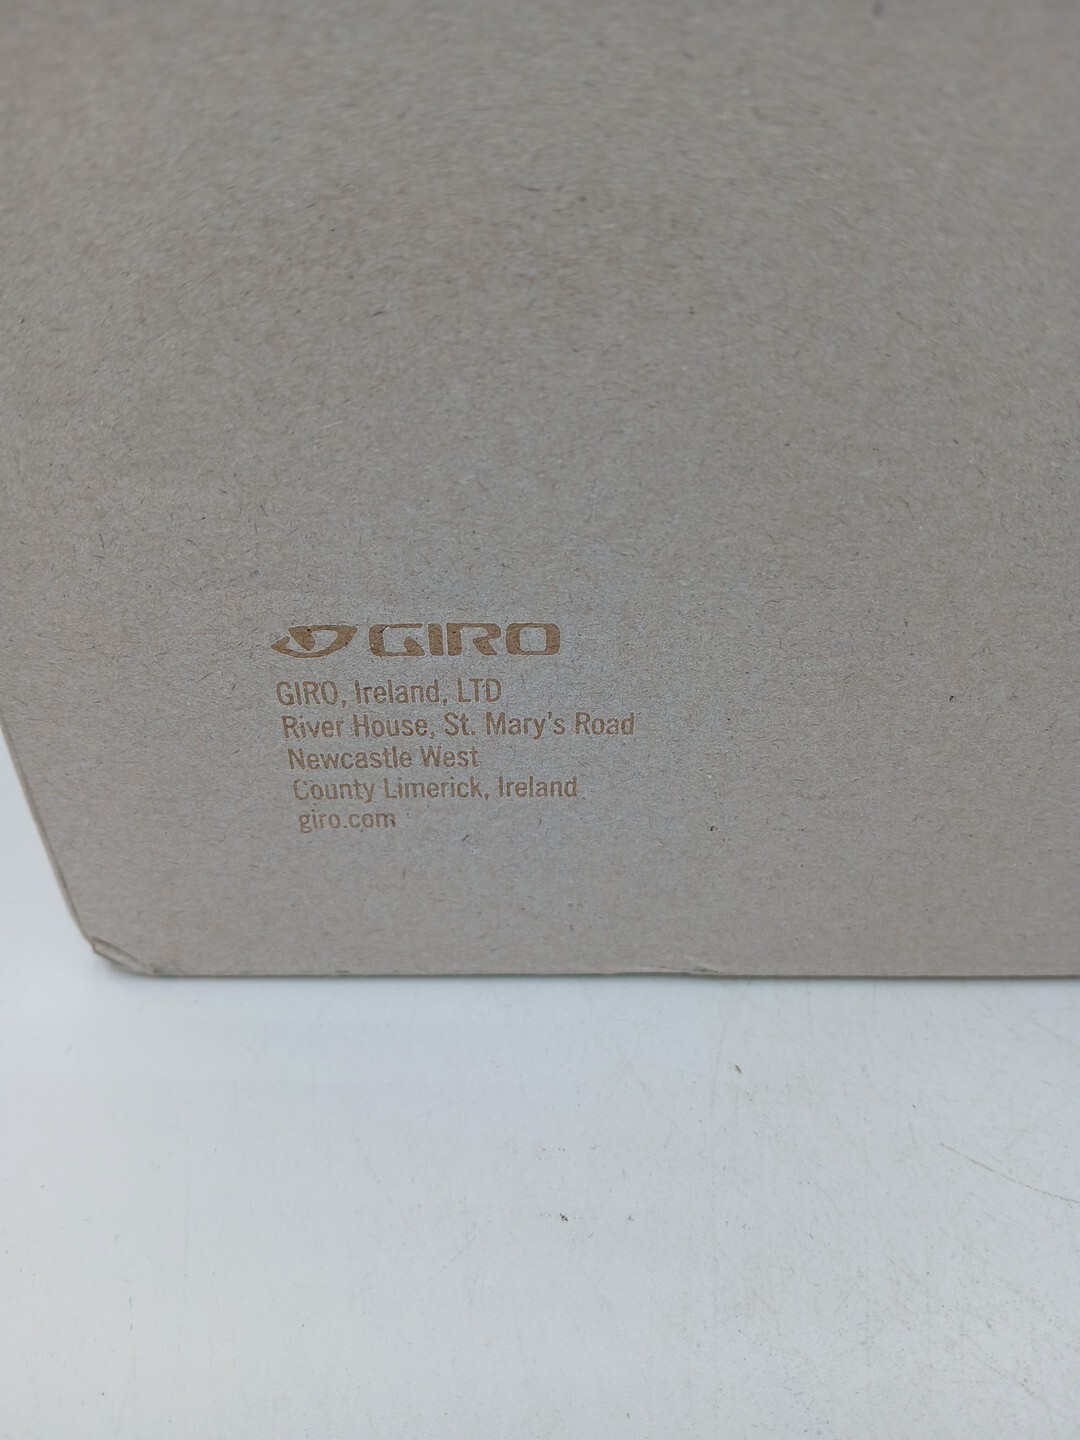 GIRO
GIRO, Ireland, LTD
River House, St. Mary's Road
Newcastle West
County Limerick, Ireland
giro.com